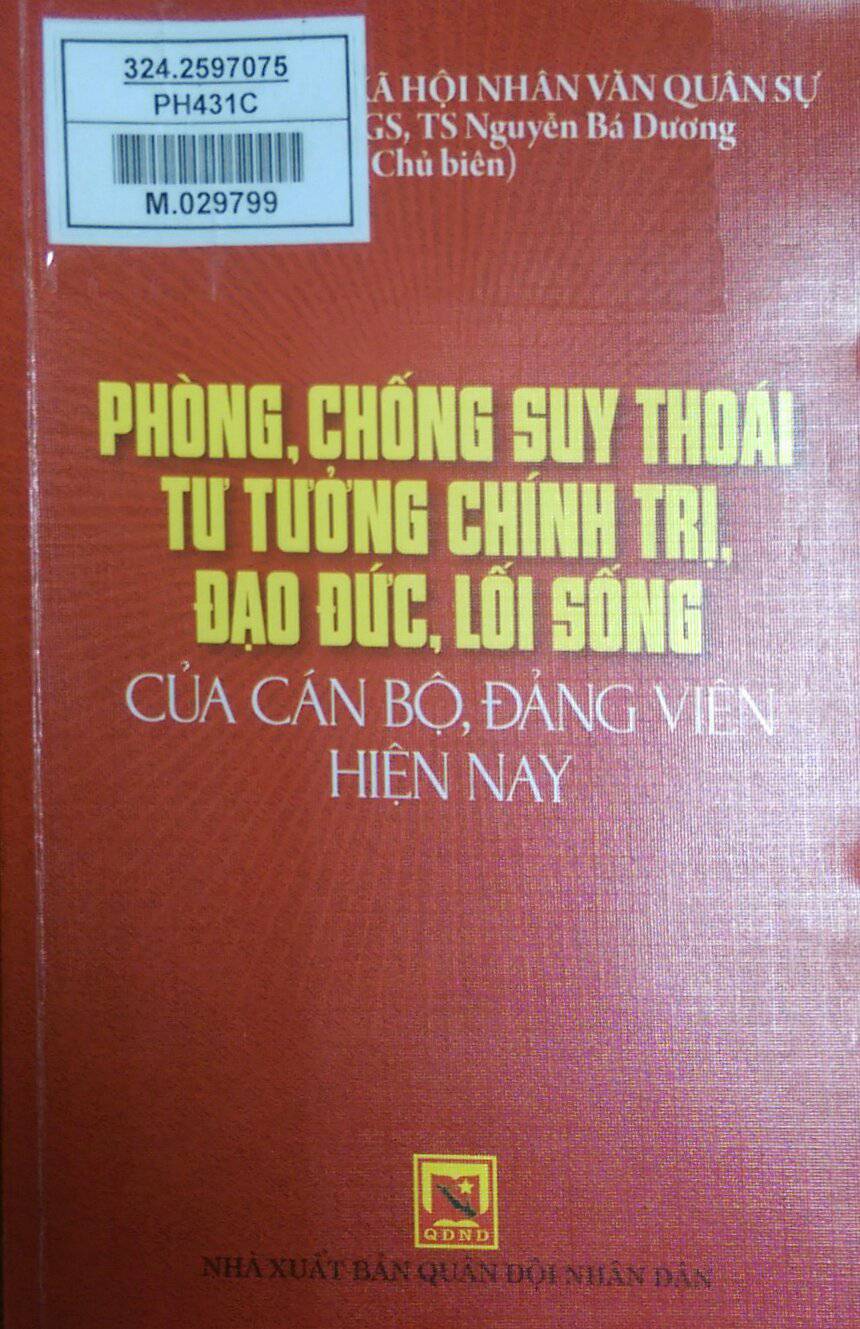 324.2597075
PH431C
M.029799
XÃ HỘI NHÂN VĂN QUÂN SỰ
GS, TS Nguyễn Bá Dương
Chủ biên)
PHÒNG, CHỐNG SUY THOÁI
TƯ TƯỞNG CHÍNH TRỊ,
ĐẠO ĐỨC, LỐI SỐNG
CỦA CÁN BỘ, ĐẢNG VIÊN
HIỆN NAY
QĐND
NHÀ XUẤT BẢN QUÂN ĐỘI NHÂN DÂN